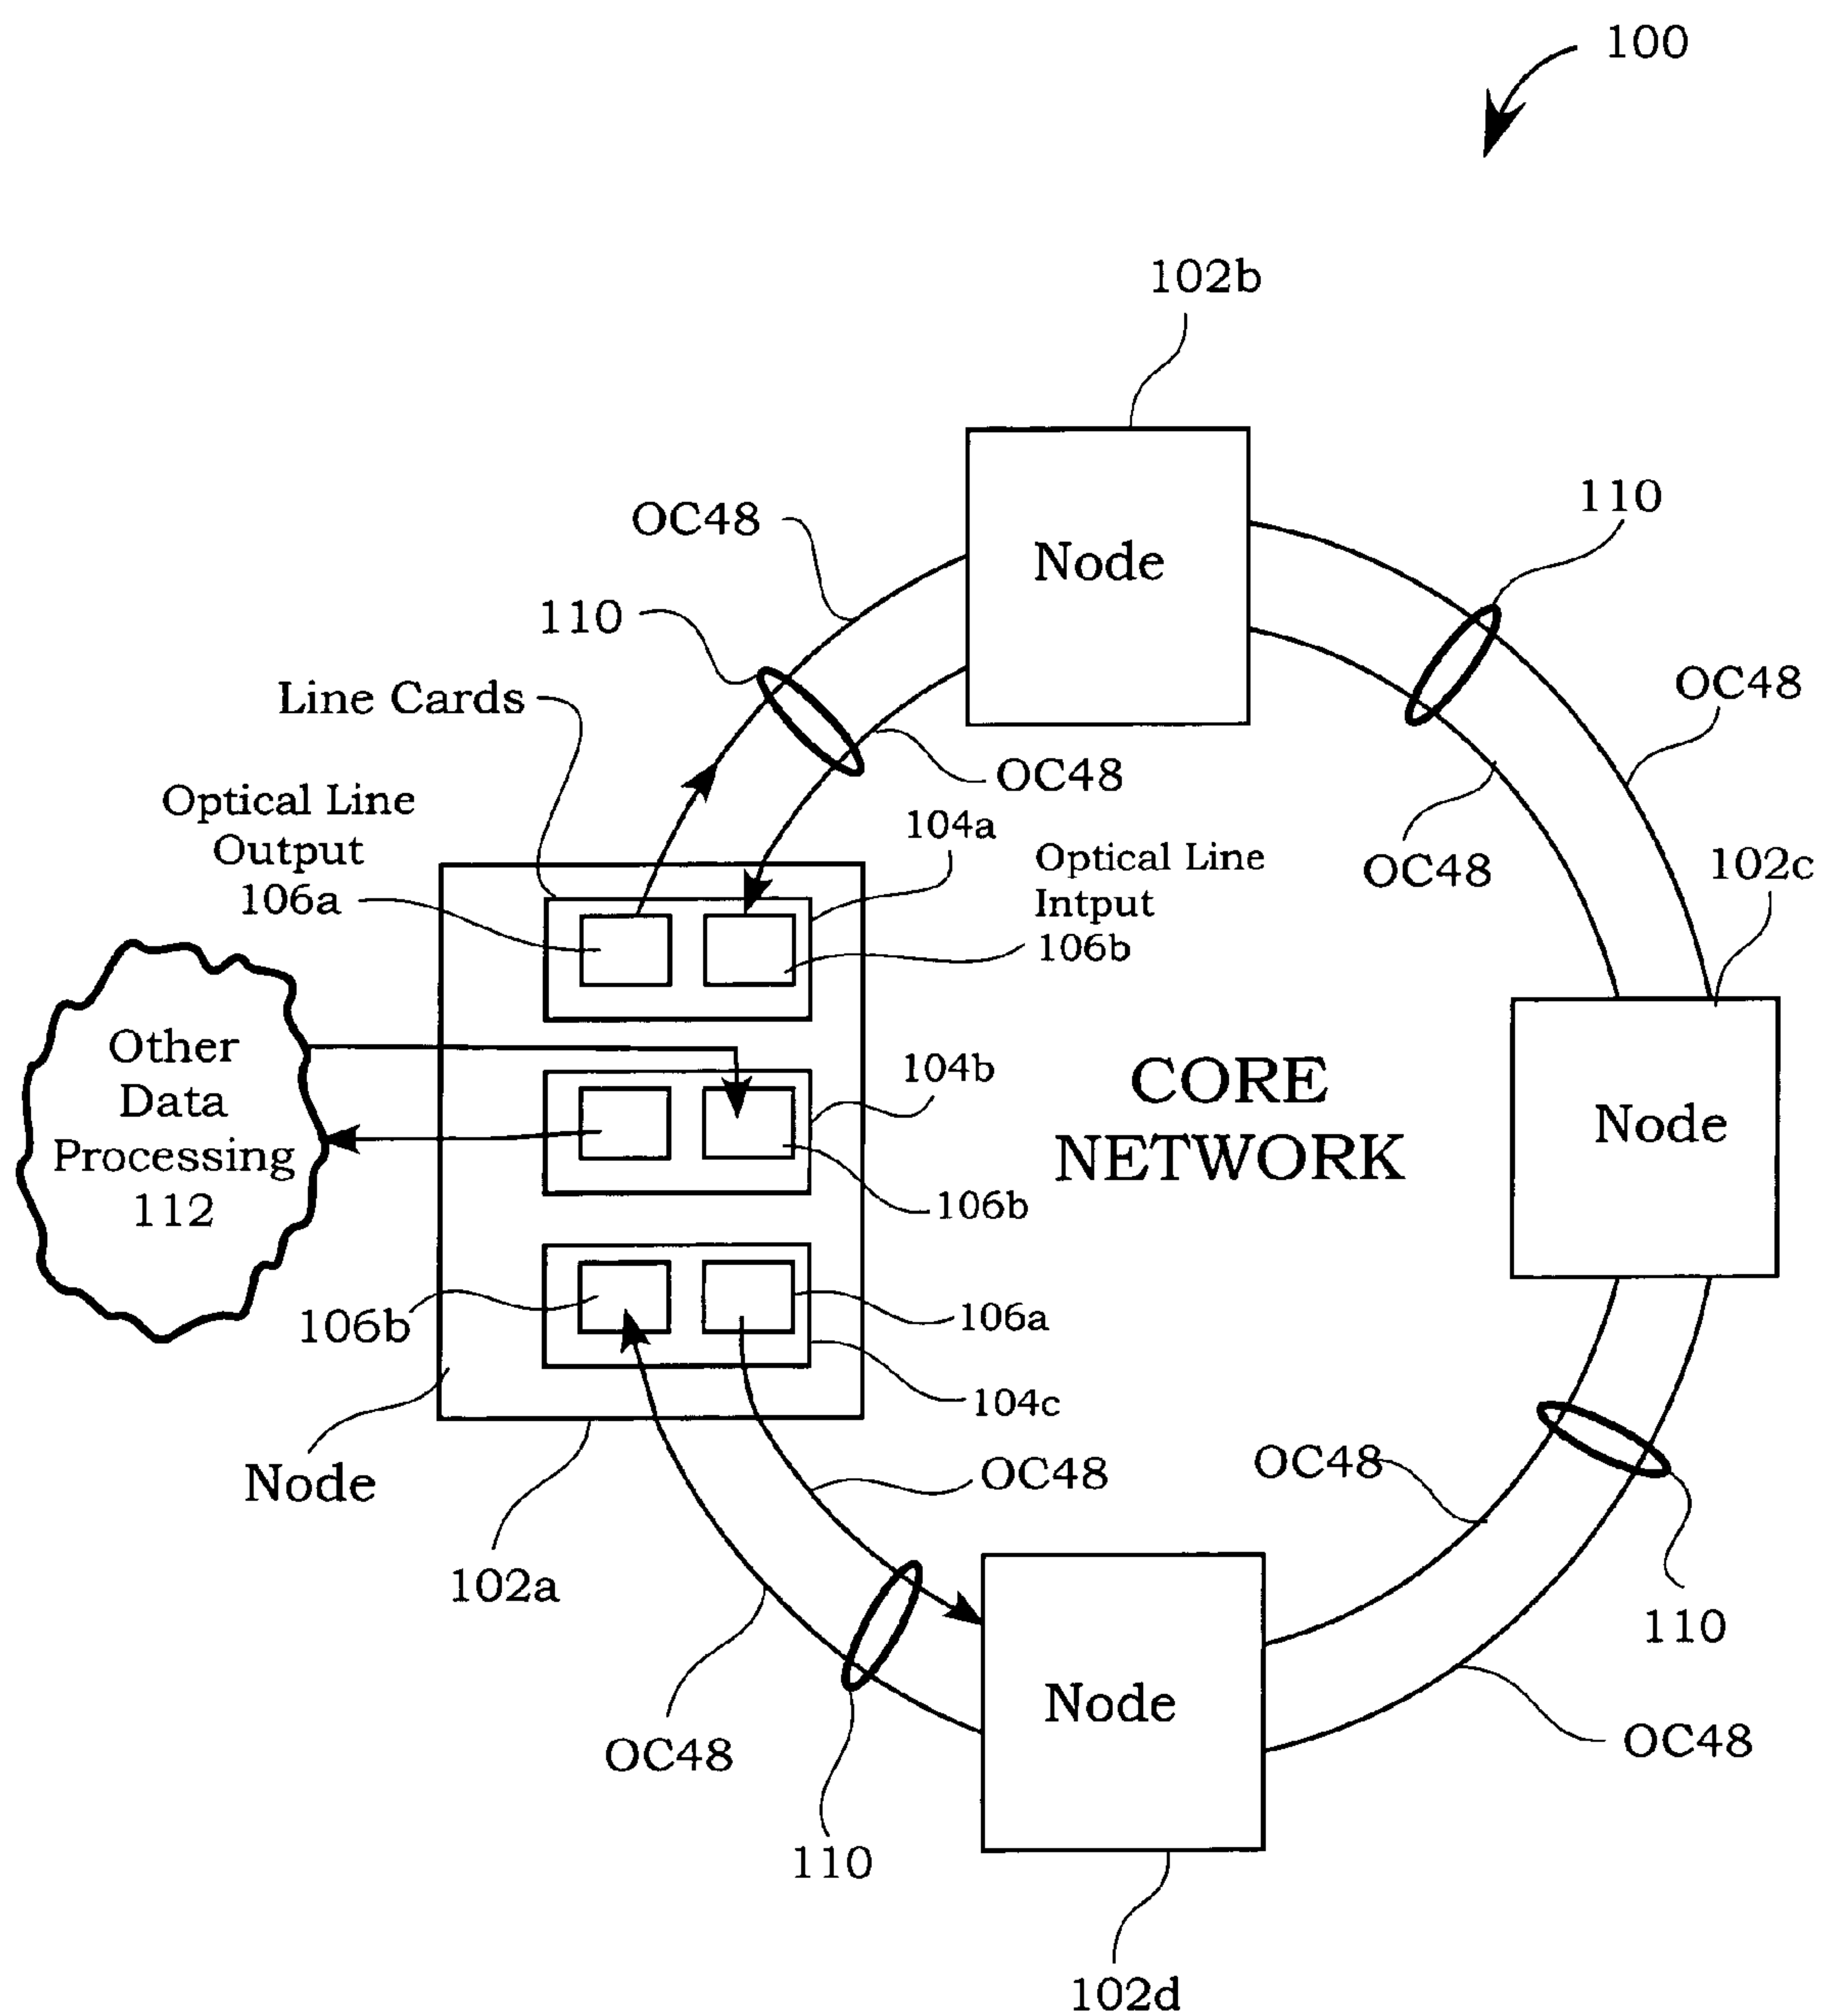 100
102b
OC48
110
110
Line Cards
OC48
OC48
Node
Optical Line
Output
106a
104a
Optical Line
Intput
106b
OC48
102c
Other
Data
Processing
112
104b
CORE
NETWORK
Node
106b
106b
106a
104c
Node
OC48
OC48
102a
110
Node
OC48
OC48
110
102d